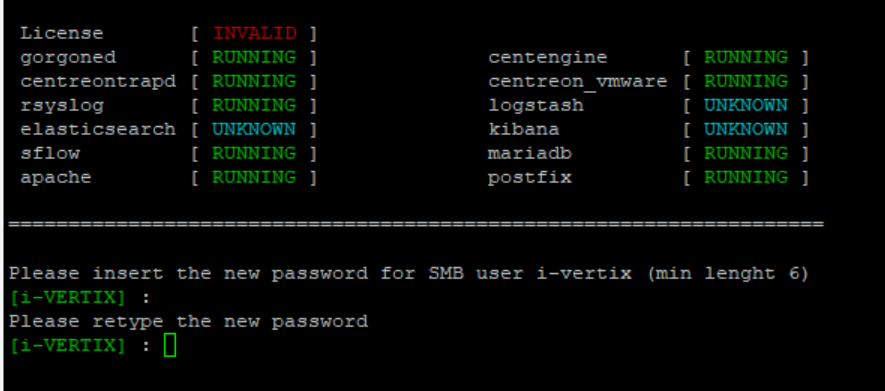 License [ INVALID ]
gorgoned [ RUNNING ] centengine [ RUNNING ]
centreontrapd [ RUNNING ] centreon_vmware [ RUNNING ]
rsyslog [ RUNNING ] logstash [ UNKNOWN ]
elasticsearch [ UNKNOWN ] kibana [ UNKNOWN ]
sflow [ RUNNING ] mariadb [ RUNNING ]
apache [ RUNNING ] postfix [ RUNNING ]
====================================================================
Please insert the new password for SMB user i-vertix (min lenght 6)
[i-VERTIX] :
Please retype the new password
[i-VERTIX] :